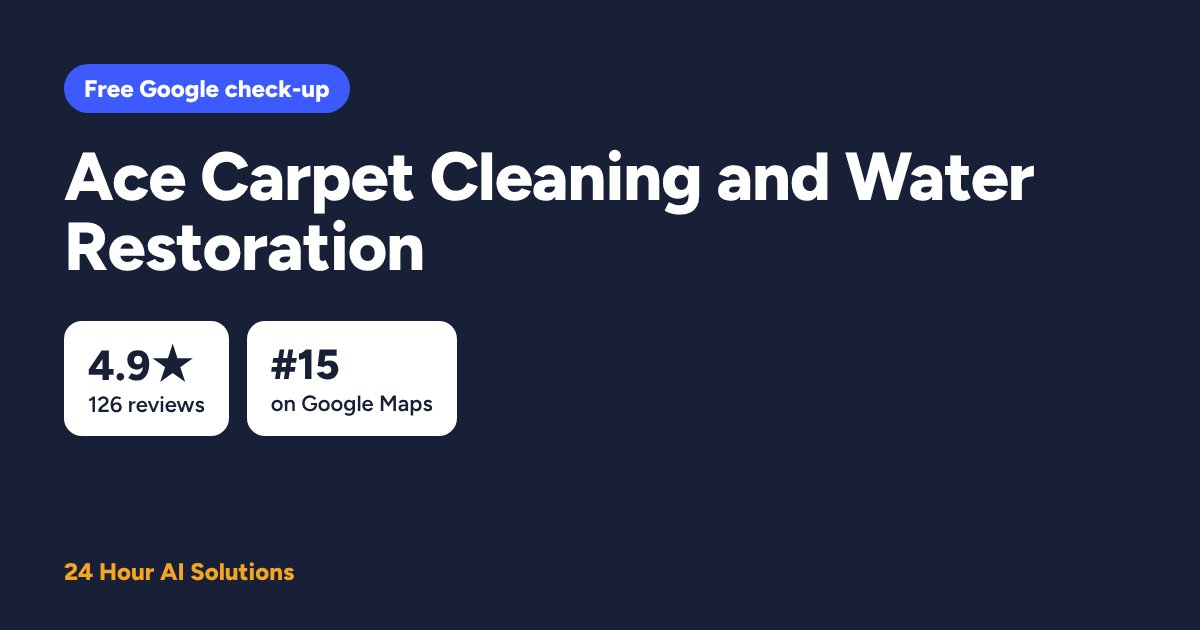 Free Google check-up
Ace Carpet Cleaning and Water
Restoration
4.9★
126 reviews
#15
on Google Maps
24 Hour AI Solutions